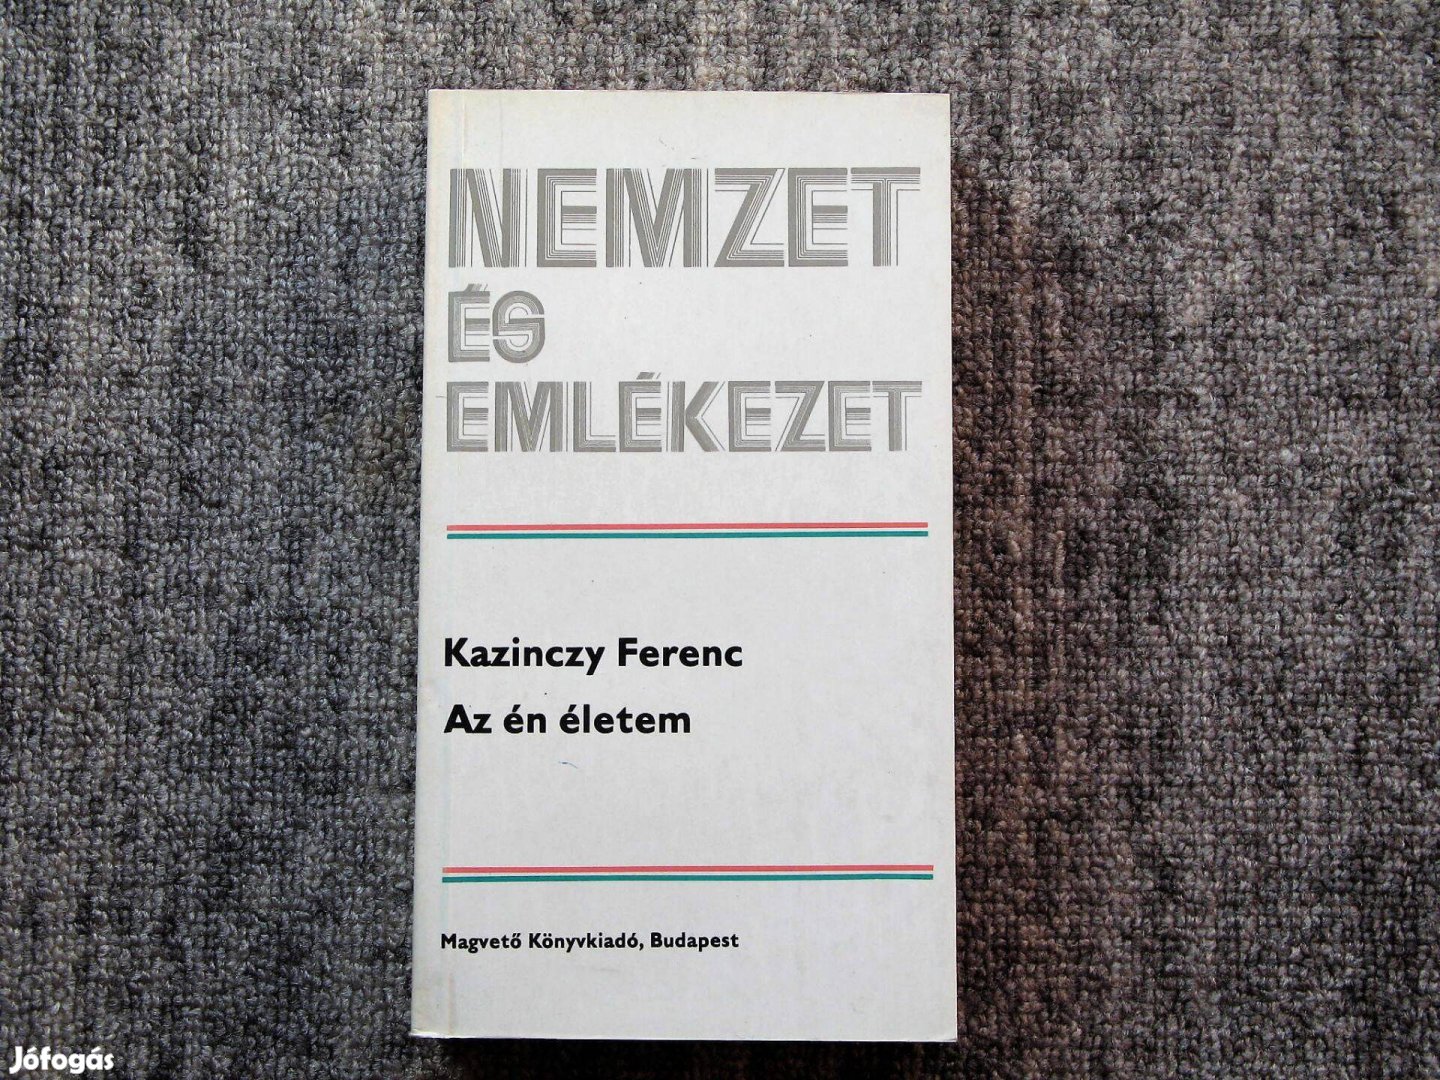 NEMZET
ÉS
EMLÉKEZET
Kazinczy Ferenc
Az én életem
Magvető Könyvkiadó, Budapest
Jófogás